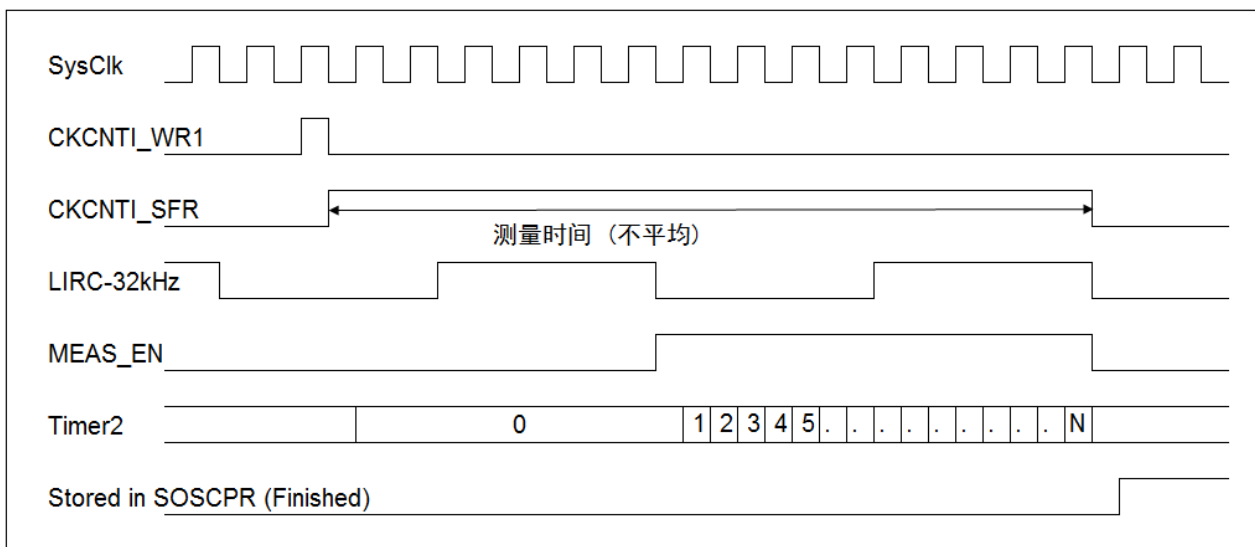 SysClk
CKCNTI_WR1
CKCNTI_SFR
测量时间 (不平均)
LIRC-32kHz
MEAS_EN
Timer2 0 1 2 3 4 5 . . . . . . . . . N
Stored in SOSCPR (Finished)